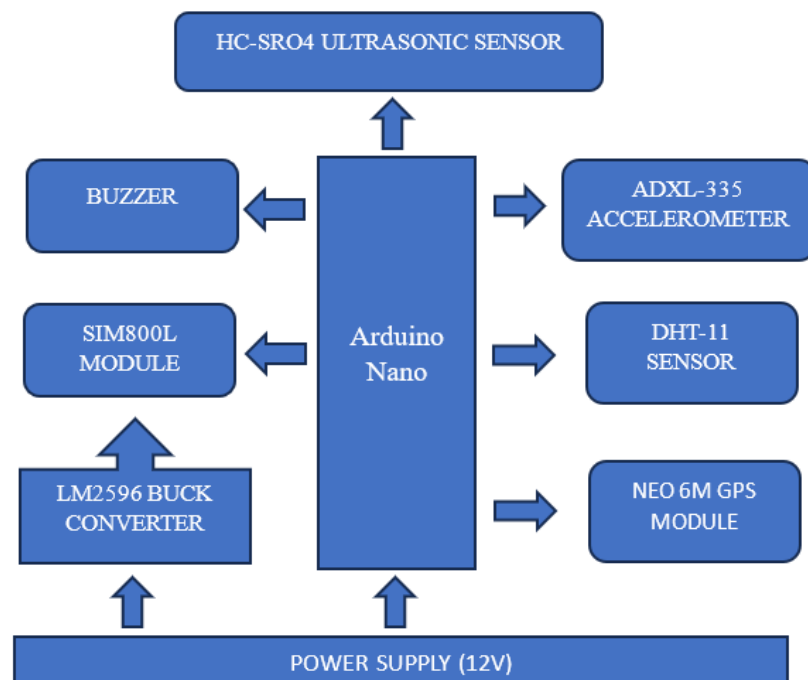 HC-SRO4 ULTRASONIC SENSOR
BUZZER
ADXL-335
ACCELEROMETER
SIM800L
MODULE
Arduino
Nano
DHT-11
SENSOR
LM2596 BUCK
CONVERTER
NEO 6M GPS
MODULE
POWER SUPPLY (12V)